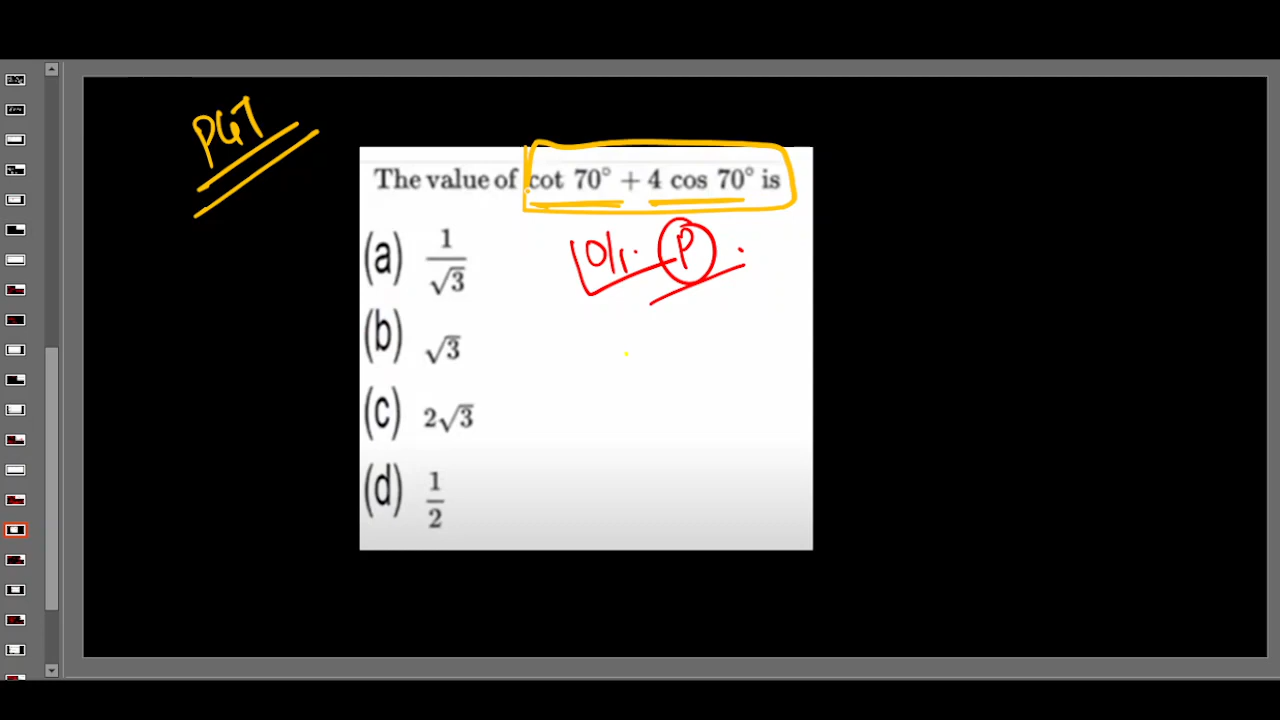 PGT
The value of cot 70° + 4 cos 70° is
(a) 1/√3
(b) √3
(c) 2√3
(d) 1/2